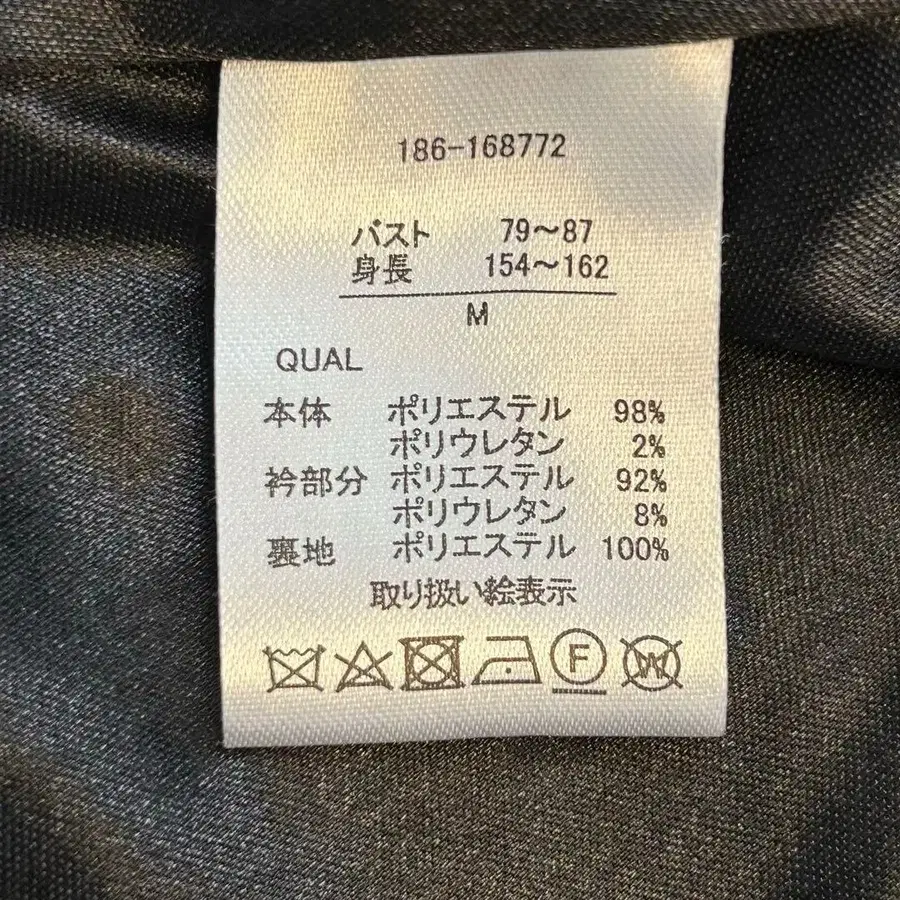 186-168772
バスト 79~87
身長 154~162
M
QUAL
本体 ポリエステル 98%
ポリウレタン 2%
衿部分 ポリエステル 92%
ポリウレタン 8%
裏地 ポリエステル 100%
取り扱い絵表示
F W